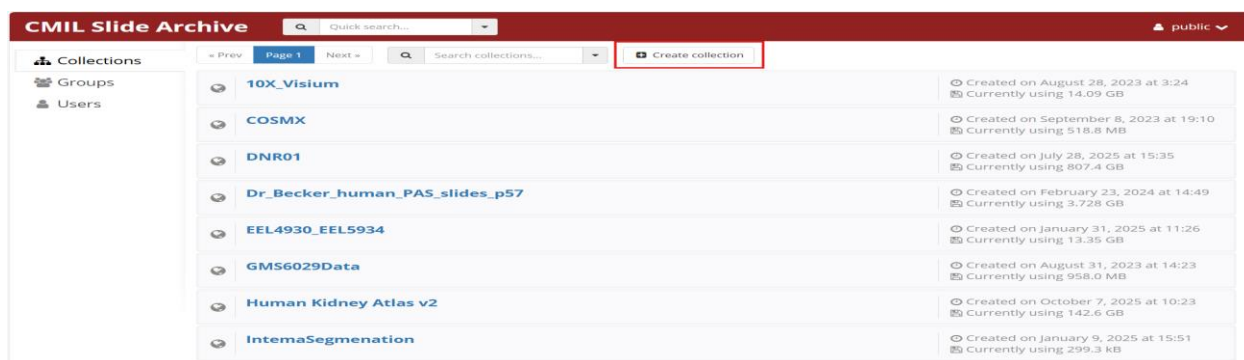 CMIL Slide Archive
Quick search...
public
Collections
Groups
Users
« Prev Page 1 Next » Search collections... Create collection
10X_Visium
Created on August 28, 2023 at 3:24
Currently using 14.09 GB
COSMX
Created on September 8, 2023 at 19:10
Currently using 518.8 MB
DNR01
Created on July 28, 2025 at 15:35
Currently using 807.4 GB
Dr_Becker_human_PAS_slides_p57
Created on February 23, 2024 at 14:49
Currently using 3.728 GB
EEL4930_EEL5934
Created on January 31, 2025 at 11:26
Currently using 13.35 GB
GMS6029Data
Created on August 31, 2023 at 14:23
Currently using 958.0 MB
Human Kidney Atlas v2
Created on October 7, 2025 at 10:23
Currently using 142.6 GB
IntemaSegmenation
Created on January 9, 2025 at 15:51
Currently using 299.3 kB